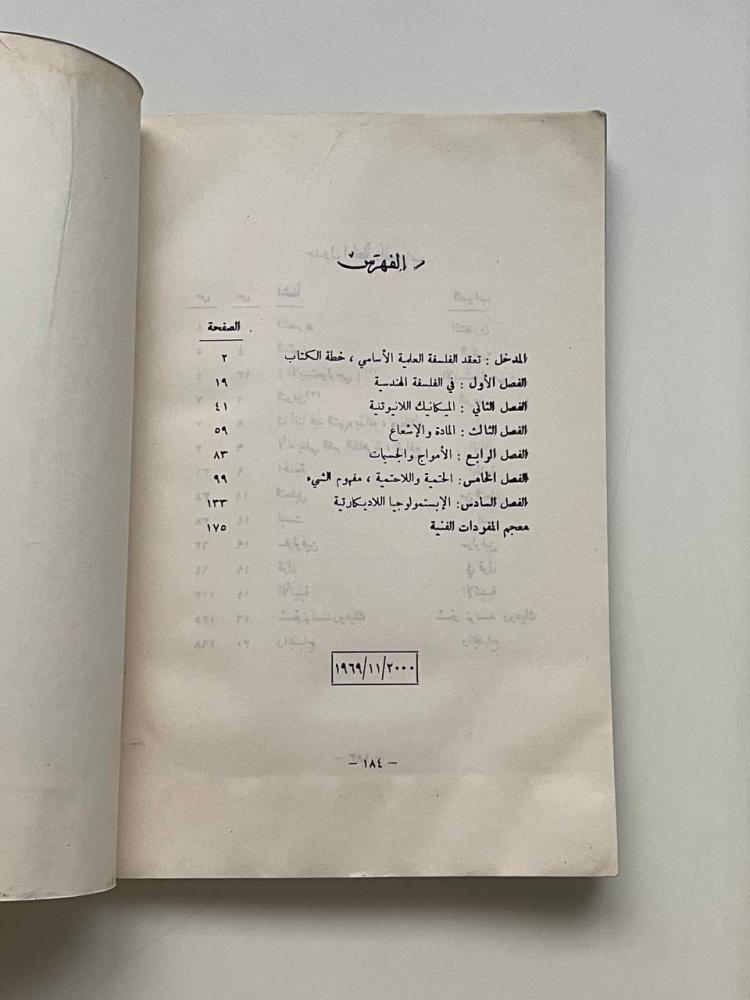 الفهرس
الصفحة
المدخل : تعقد الفلسفة العلمية الأساسي ، خطة الكتاب ٢
الفصل الأول : في الفلسفة الهندسية ١٩
الفصل الثاني : الميكانيك اللانيوتنية ٤١
الفصل الثالث : المادة والإشعاع ٥٩
الفصل الرابع : الأمواج والجسيمات ٨٣
الفصل الخامس : الحتمية واللاحتمية ، مفهوم الشيء ٩٩
الفصل السادس : الإبستمولوجيا اللاديكارتية ١٣٣
معجم المفردات الفنية ١٧٥
١٩٦٩/١١/٢٠٠٠
— ١٨٤ —